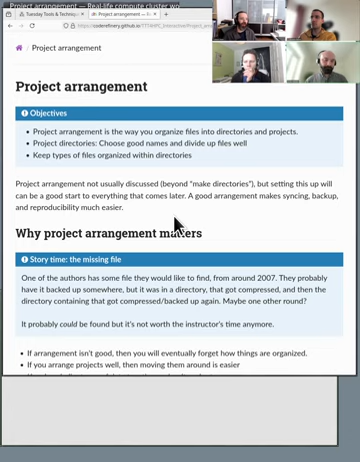 Project arrangement — Real-life compute cluster wo
Tuesday Tools & Techniq
Project arrangement — R
Project arrangement
Project arrangement
Objectives
• Project arrangement is the way you organize files into directories and projects.
• Project directories: Choose good names and divide up files well
• Keep types of files organized within directories
Project arrangement not usually discussed (beyond "make directories"), but setting this up will
can be a good start to everything that comes later. A good arrangement makes syncing, backup,
and reproducibility much easier.
Why project arrangement matters
Story time: the missing file
One of the authors has some file they would like to find, from around 2007. They probably
have it backed up somewhere, but it was in a directory, that got compressed, and then the
directory containing that got compressed/backed up again. Maybe one other round?
It probably could be found but it's not worth the instructor's time anymore.
• If arrangement isn't good, then you will eventually forget how things are organized.
• If you arrange projects well, then moving them around is easier